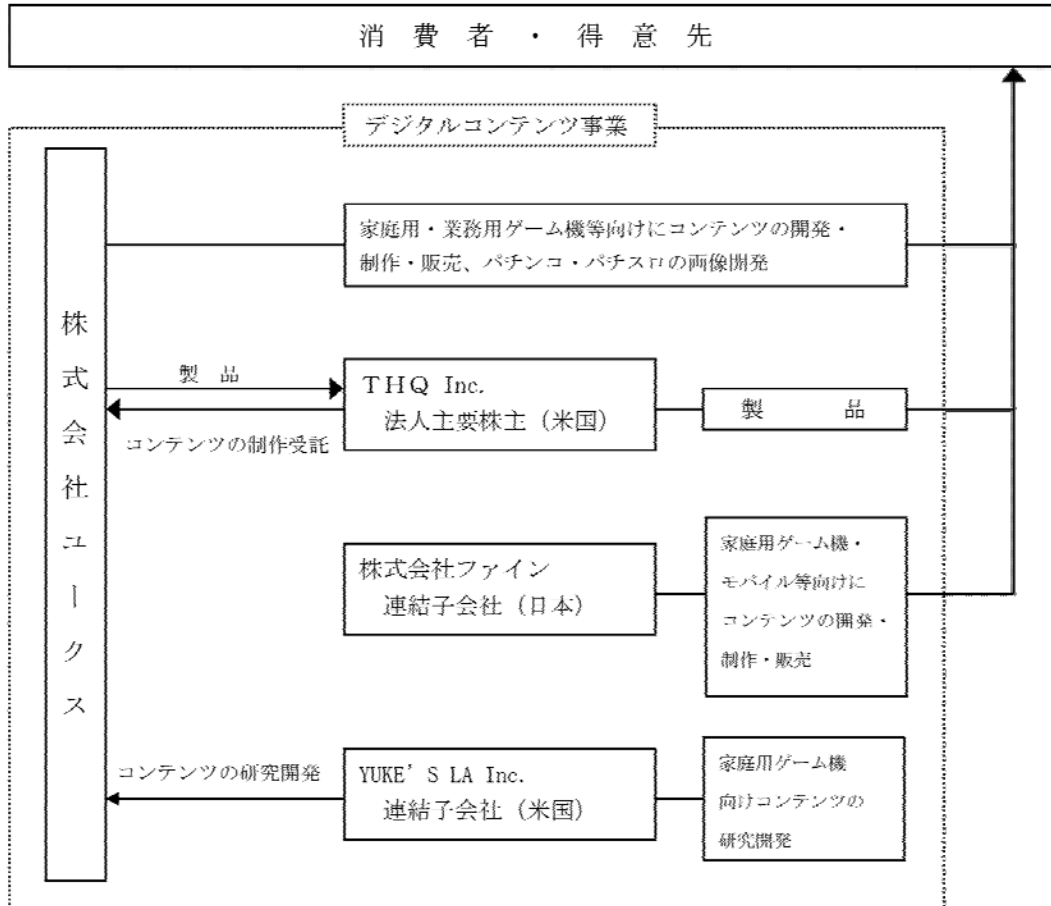 消費者・得意先
デジタルコンテンツ事業
株式会社ユークス
家庭用・業務用ゲーム機等向けにコンテンツの開発・
制作・販売、パチンコ・パチスロの両像開発
製品
コンテンツの制作受託
THQ Inc.
法人主要株主(米国)
製品
株式会社ファイン
連結子会社(日本)
家庭用ゲーム機・
モバイル等向けに
コンテンツの開発・
制作・販売
コンテンツの研究開発
YUKE'S LA Inc.
連結子会社(米国)
家庭用ゲーム機
向けコンテンツの
研究開発